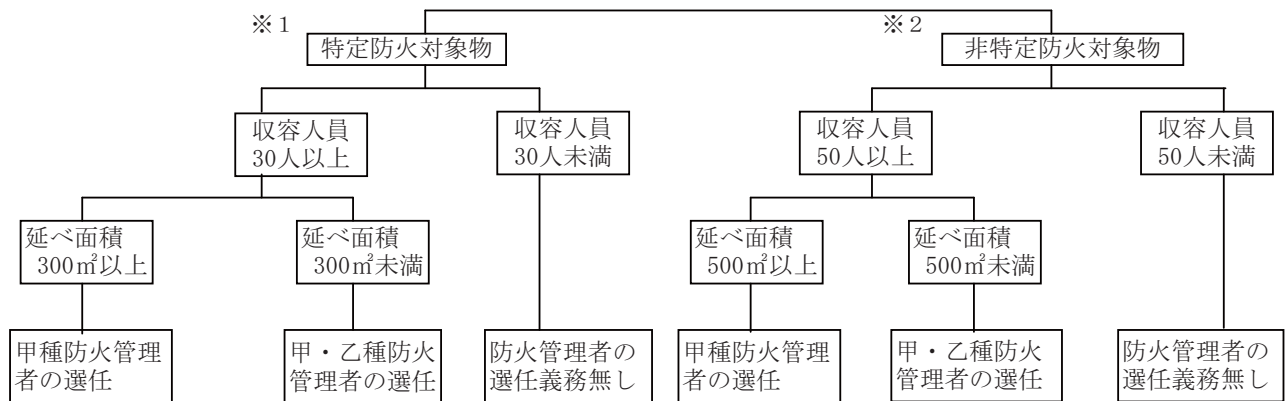 ※１
特定防火対象物
※２
非特定防火対象物
収容人員
30人以上
収容人員
30人未満
収容人員
50人以上
収容人員
50人未満
延べ面積
300㎡以上
延べ面積
300㎡未満
延べ面積
500㎡以上
延べ面積
500㎡未満
甲種防火管理
者の選任
甲・乙種防火
管理者の選任
防火管理者の
選任義務無し
甲種防火管理
者の選任
甲・乙種防火
管理者の選任
防火管理者の
選任義務無し